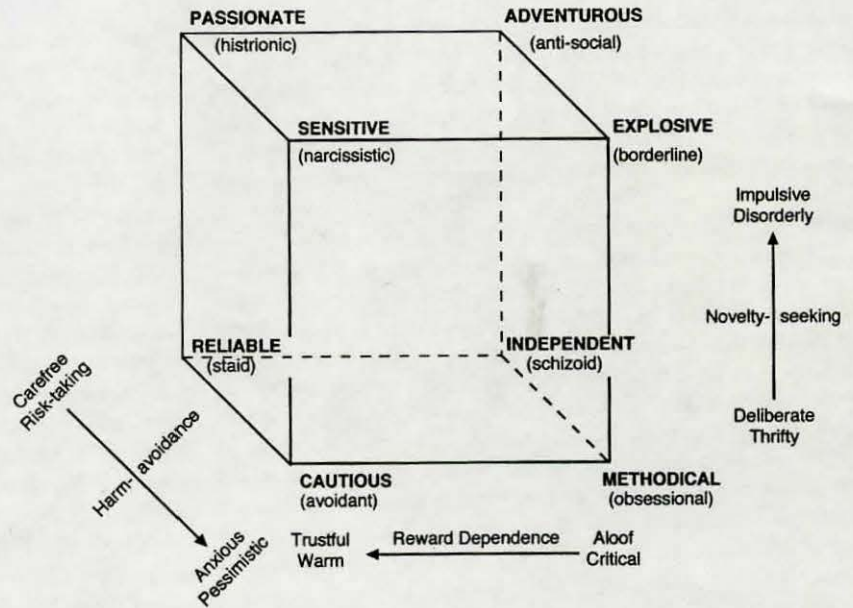 PASSIONATE
(histrionic)
ADVENTUROUS
(anti-social)
SENSITIVE
(narcissistic)
EXPLOSIVE
(borderline)
Impulsive
Disorderly
Novelty- seeking
Deliberate
Thrifty
RELIABLE
(staid)
INDEPENDENT
(schizoid)
Carefree
Risk-taking
Harm- avoidance
Anxious
Pessimistic
CAUTIOUS
(avoidant)
METHODICAL
(obsessional)
Trustful
Warm
Reward Dependence
Aloof
Critical